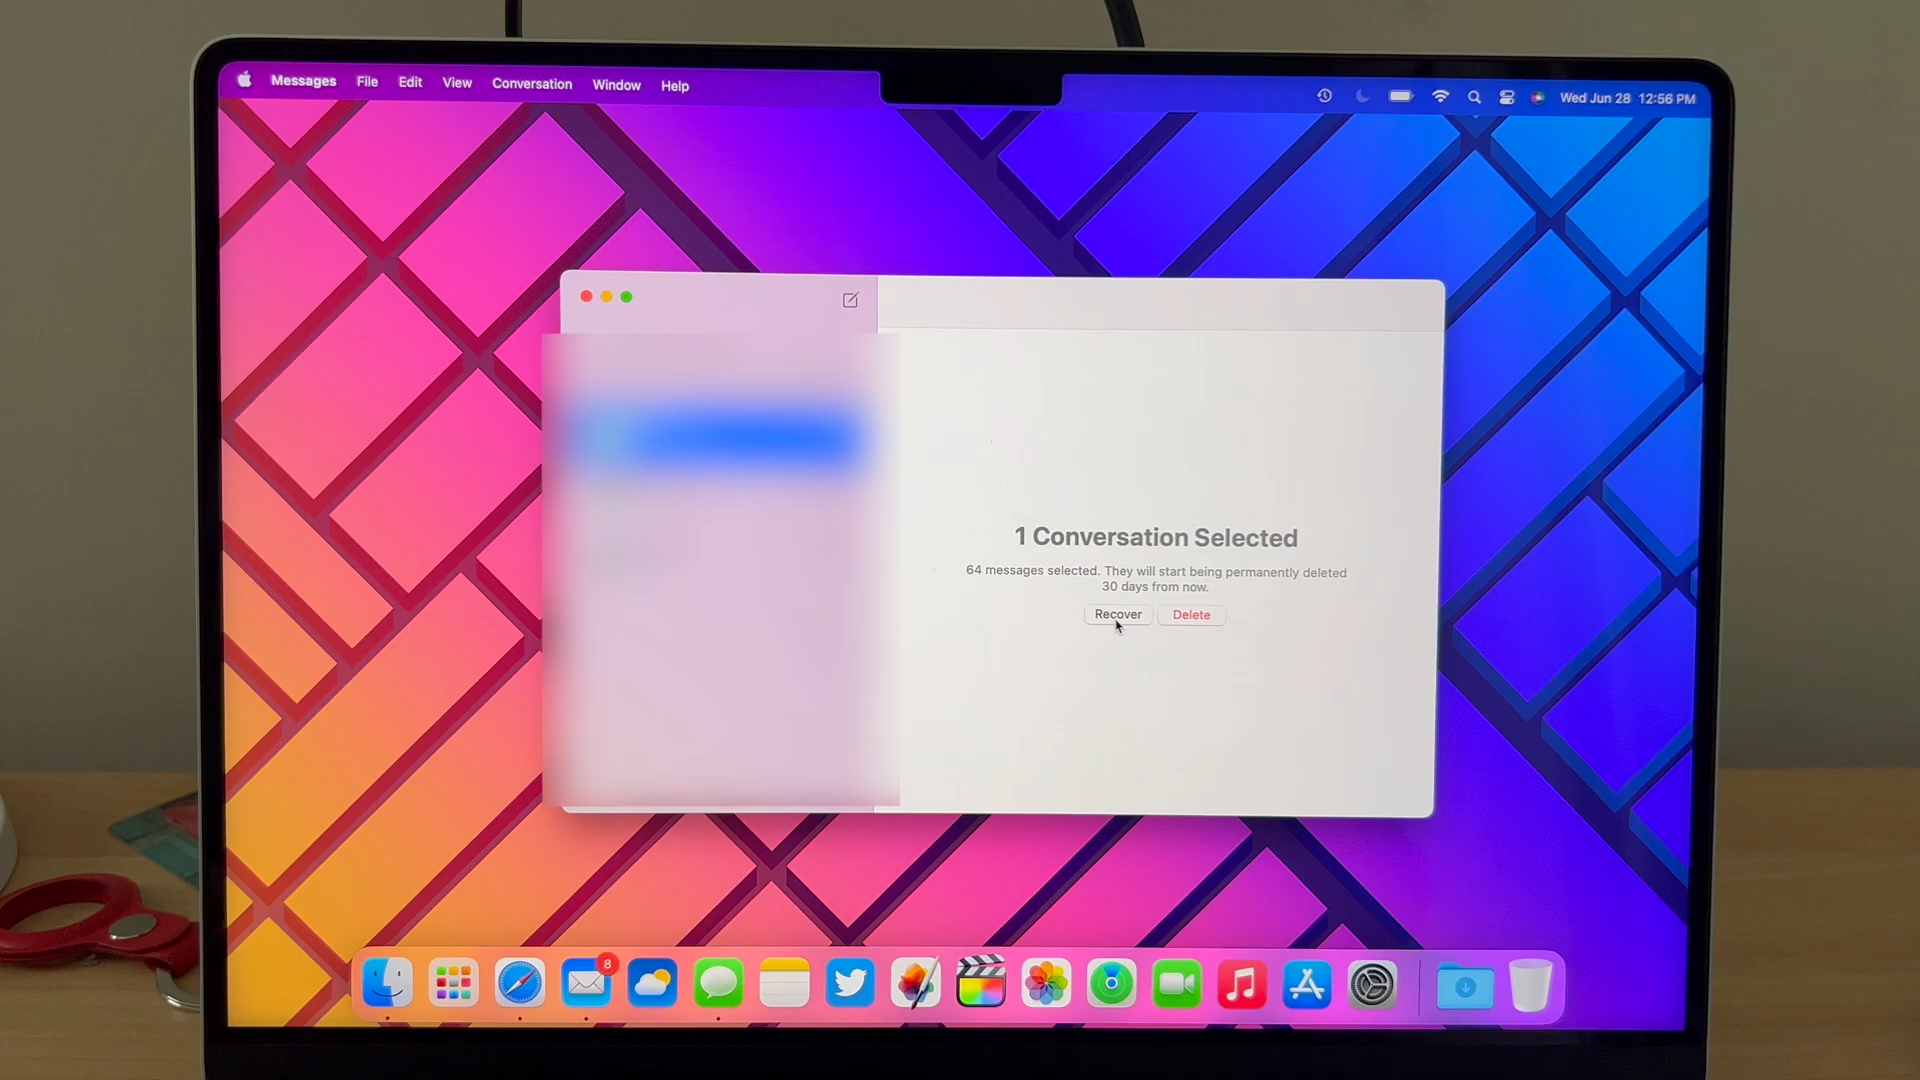 Messages File Edit View Conversation Window Help
Wed Jun 28 12:56 PM
1 Conversation Selected
64 messages selected. They will start being permanently deleted
30 days from now.
Recover Delete
8